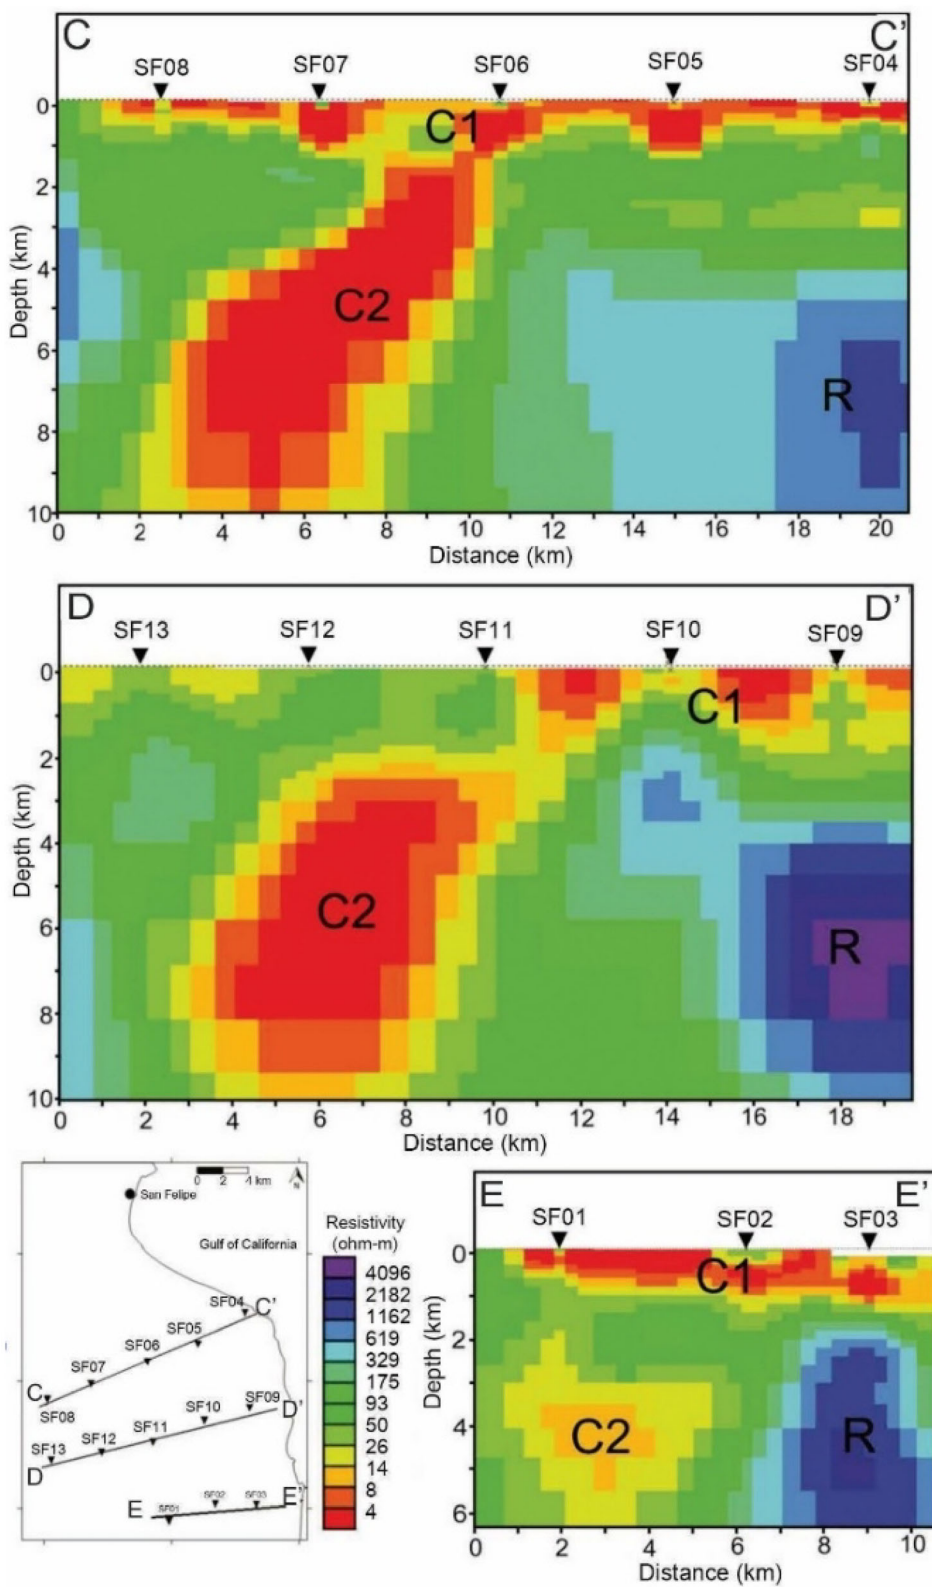 C
C'
SF08
SF07
SF06
SF05
SF04
0
2
4
6
8
10
Depth (km)
C1
C2
R
0
2
4
6
8
10
12
14
16
18
20
Distance (km)
D
D'
SF13
SF12
SF11
SF10
SF09
0
2
4
6
8
10
Depth (km)
C1
C2
R
0
2
4
6
8
10
12
14
16
18
Distance (km)
0 2 4 km
N
San Felipe
Gulf of California
SF04
C'
SF05
SF06
SF07
C
SF08
SF09
D'
SF10
SF11
SF12
SF13
D
E
SF01
SF02
SF03
E'
Resistivity
(ohm-m)
4096
2182
1162
619
329
175
93
50
26
14
8
4
E
E'
SF01
SF02
SF03
0
2
4
6
Depth (km)
C1
C2
R
0
2
4
6
8
10
Distance (km)